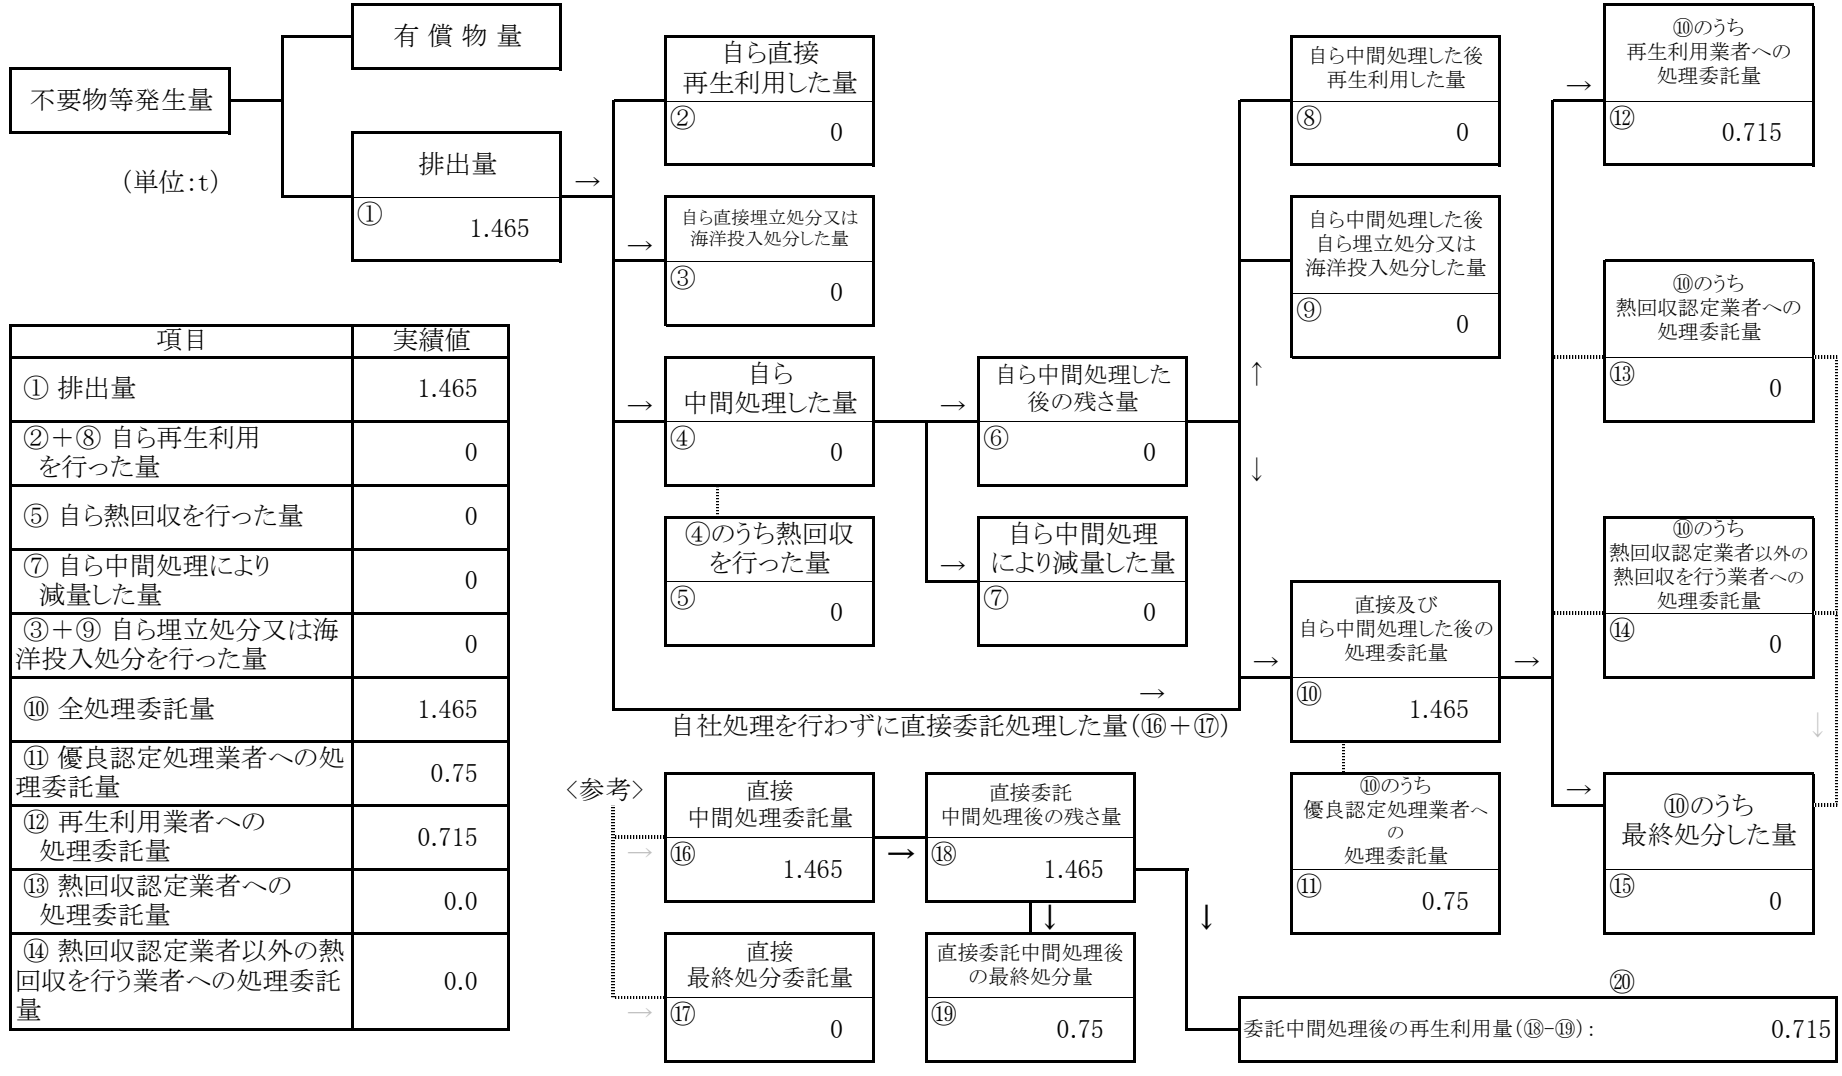 不要物等発生量
(単位:t)
有 償 物 量
排出量
①
1.465
→
自ら直接
再生利用した量
②
0
→
自ら直接埋立処分又は
海洋投入処分した量
③
0
→
自ら
中間処理した量
④
0
④のうち熱回収
を行った量
⑤
0
→
自ら中間処理した
後の残さ量
⑥
0
→
自ら中間処理
により減量した量
⑦
0
自ら中間処理した後
再生利用した量
⑧
0
自ら中間処理した後
自ら埋立処分又は
海洋投入処分した量
⑨
0
↑
↓
→
自社処理を行わずに直接委託処理した量(⑯+⑰)
→
直接及び
自ら中間処理した後の
処理委託量
⑩
1.465
⑩のうち
優良認定処理業者へ
の
処理委託量
⑪
0.75
→
→
⑩のうち
再生利用業者への
処理委託量
⑫
0.715
⑩のうち
熱回収認定業者への
処理委託量
⑬
0
⑩のうち
熱回収認定業者以外の
熱回収を行う業者への
処理委託量
⑭
0
↓
→
⑩のうち
最終処分した量
⑮
0
項目 実績値
① 排出量 1.465
②+⑧ 自ら再生利用
を行った量 0
⑤ 自ら熱回収を行った量 0
⑦ 自ら中間処理により
減量した量 0
③+⑨ 自ら埋立処分又は海
洋投入処分を行った量 0
⑩ 全処理委託量 1.465
⑪ 優良認定処理業者への処
理委託量 0.75
⑫ 再生利用業者への
処理委託量 0.715
⑬ 熱回収認定業者への
処理委託量 0.0
⑭ 熱回収認定業者以外の熱
回収を行う業者への処理委託
量 0.0
<参考>
→
直接
中間処理委託量
⑯
1.465
→
直接
最終処分委託量
⑰
0
→
直接委託
中間処理後の残さ量
⑱
1.465
↓
直接委託中間処理後
の最終処分量
⑲
0.75
↓
⑳
委託中間処理後の再生利用量(⑱-⑲): 0.715